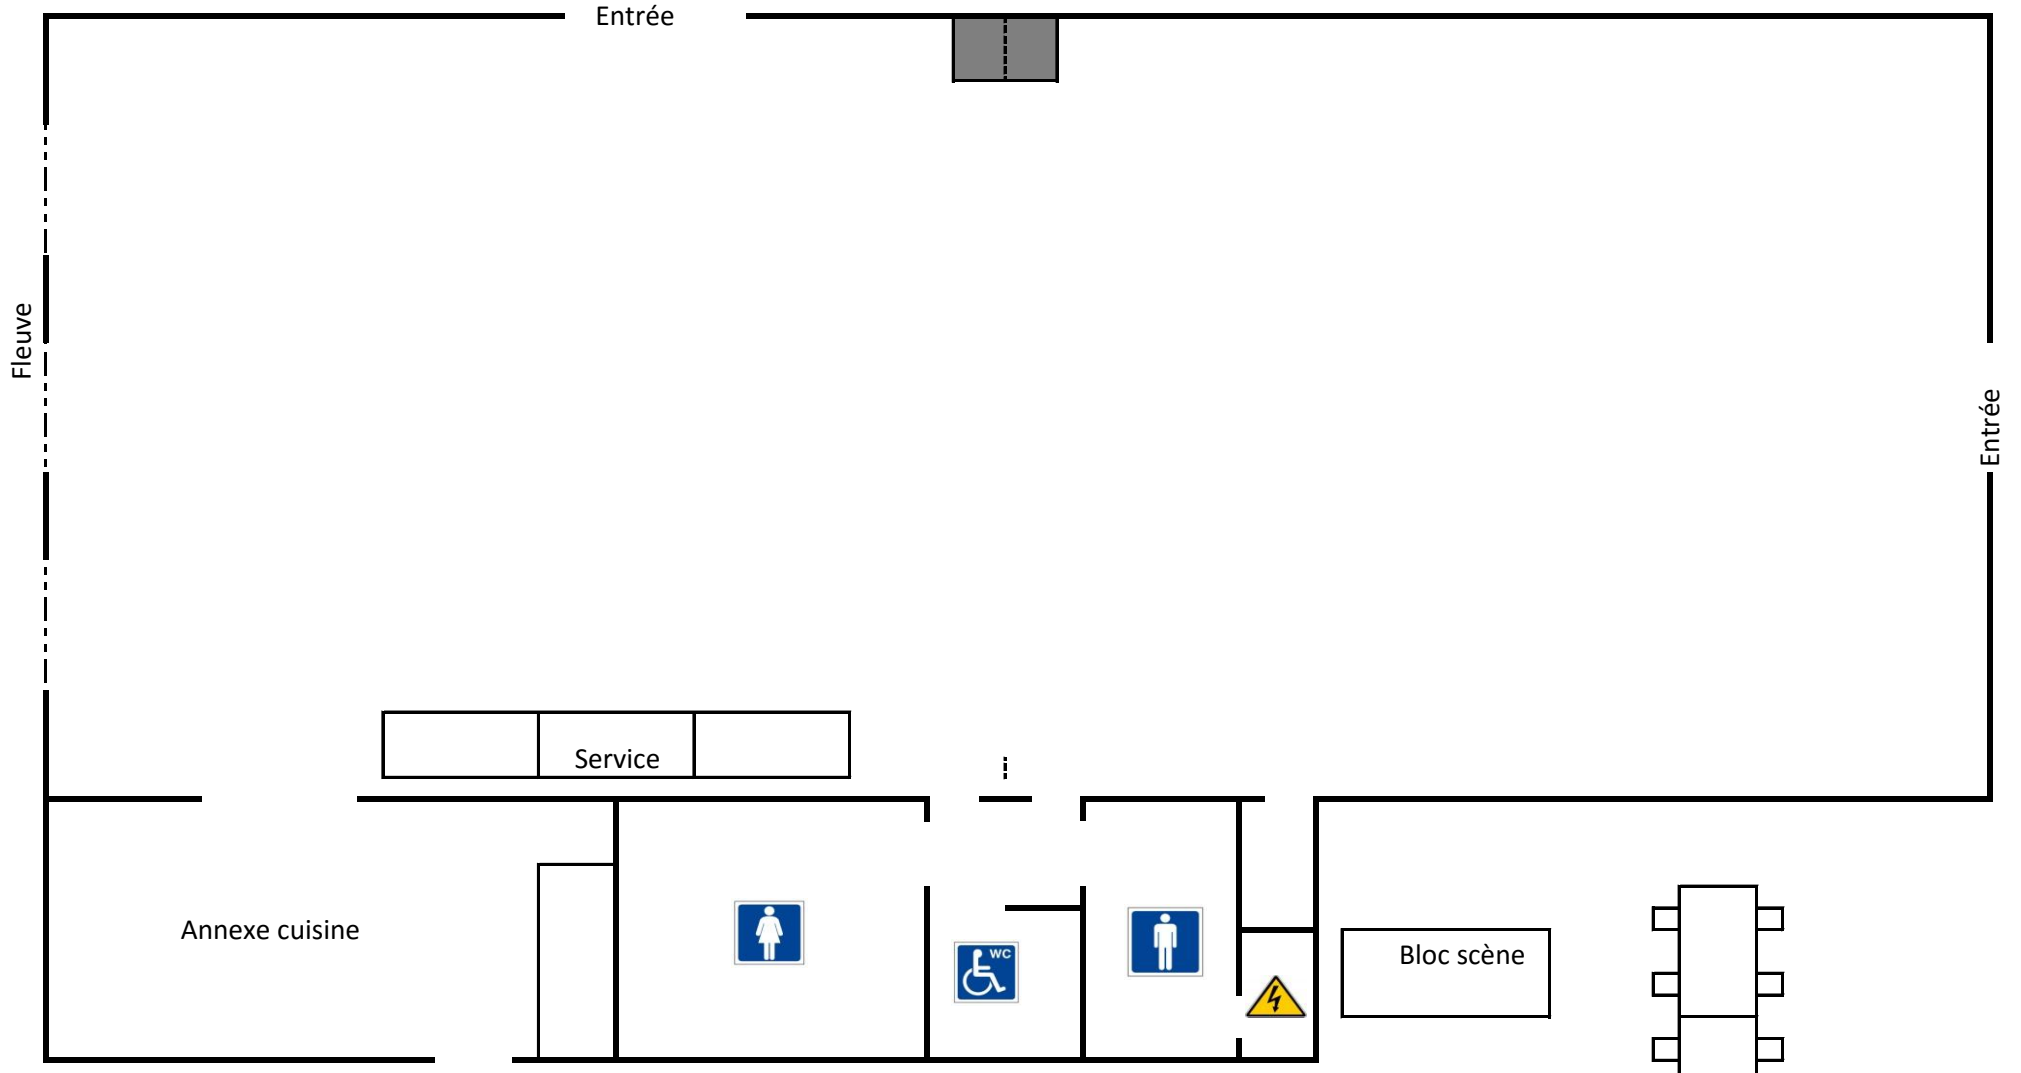 Entrée
Fleuve
Entrée
Service
Annexe cuisine
WC
Bloc scène